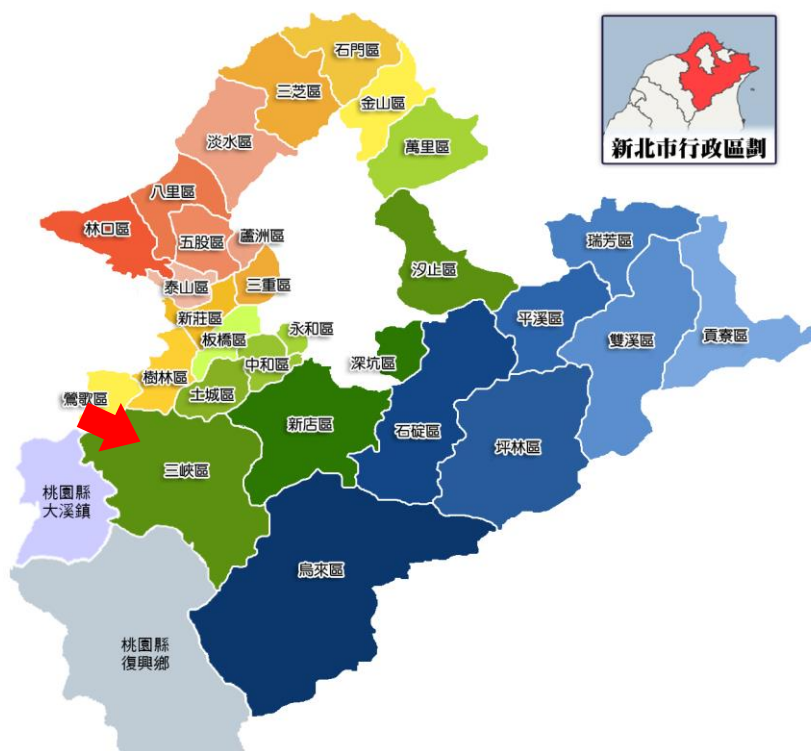 石門區
三芝區
金山區
淡水區
萬里區
新北市行政區劃
八里區
林口區
五股區
蘆洲區
汐止區
瑞芳區
泰山區
三重區
新莊區
平溪區
永和區
板橋區
雙溪區
貢寮區
深坑區
中和區
樹林區
土城區
鶯歌區
新店區
石碇區
坪林區
三峽區
桃園縣
大溪鎮
烏來區
桃園縣
復興鄉